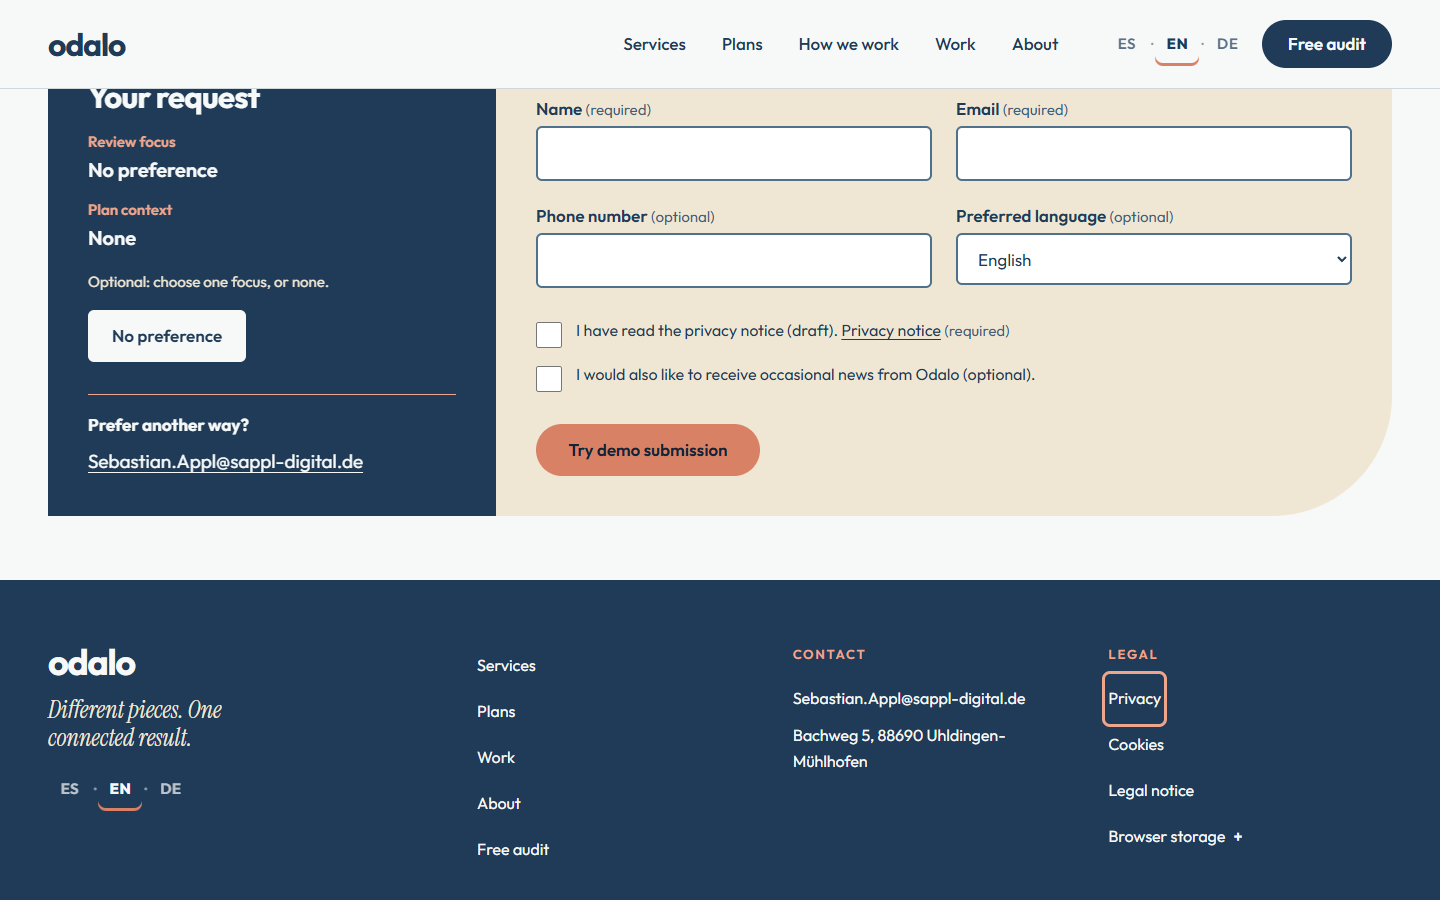 odalo
Services
Plans
How we work
Work
About
ES · EN · DE
Free audit
Your request
Review focus
No preference
Plan context
None
Optional: choose one focus, or none.
No preference
Prefer another way?
Sebastian.Appl@sappl-digital.de
Name (required)
Email (required)
Phone number (optional)
Preferred language (optional)
English
I have read the privacy notice (draft). Privacy notice (required)
I would also like to receive occasional news from Odalo (optional).
Try demo submission
odalo
Different pieces. One
connected result.
ES · EN · DE
Services
Plans
Work
About
Free audit
CONTACT
Sebastian.Appl@sappl-digital.de
Bachweg 5, 88690 Uhldingen-
Mühlhofen
LEGAL
Privacy
Cookies
Legal notice
Browser storage +